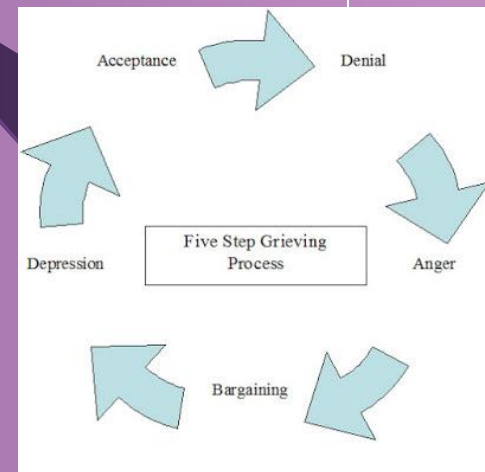 Acceptance
Denial
Five Step Grieving
Process
Depression
Anger
Bargaining